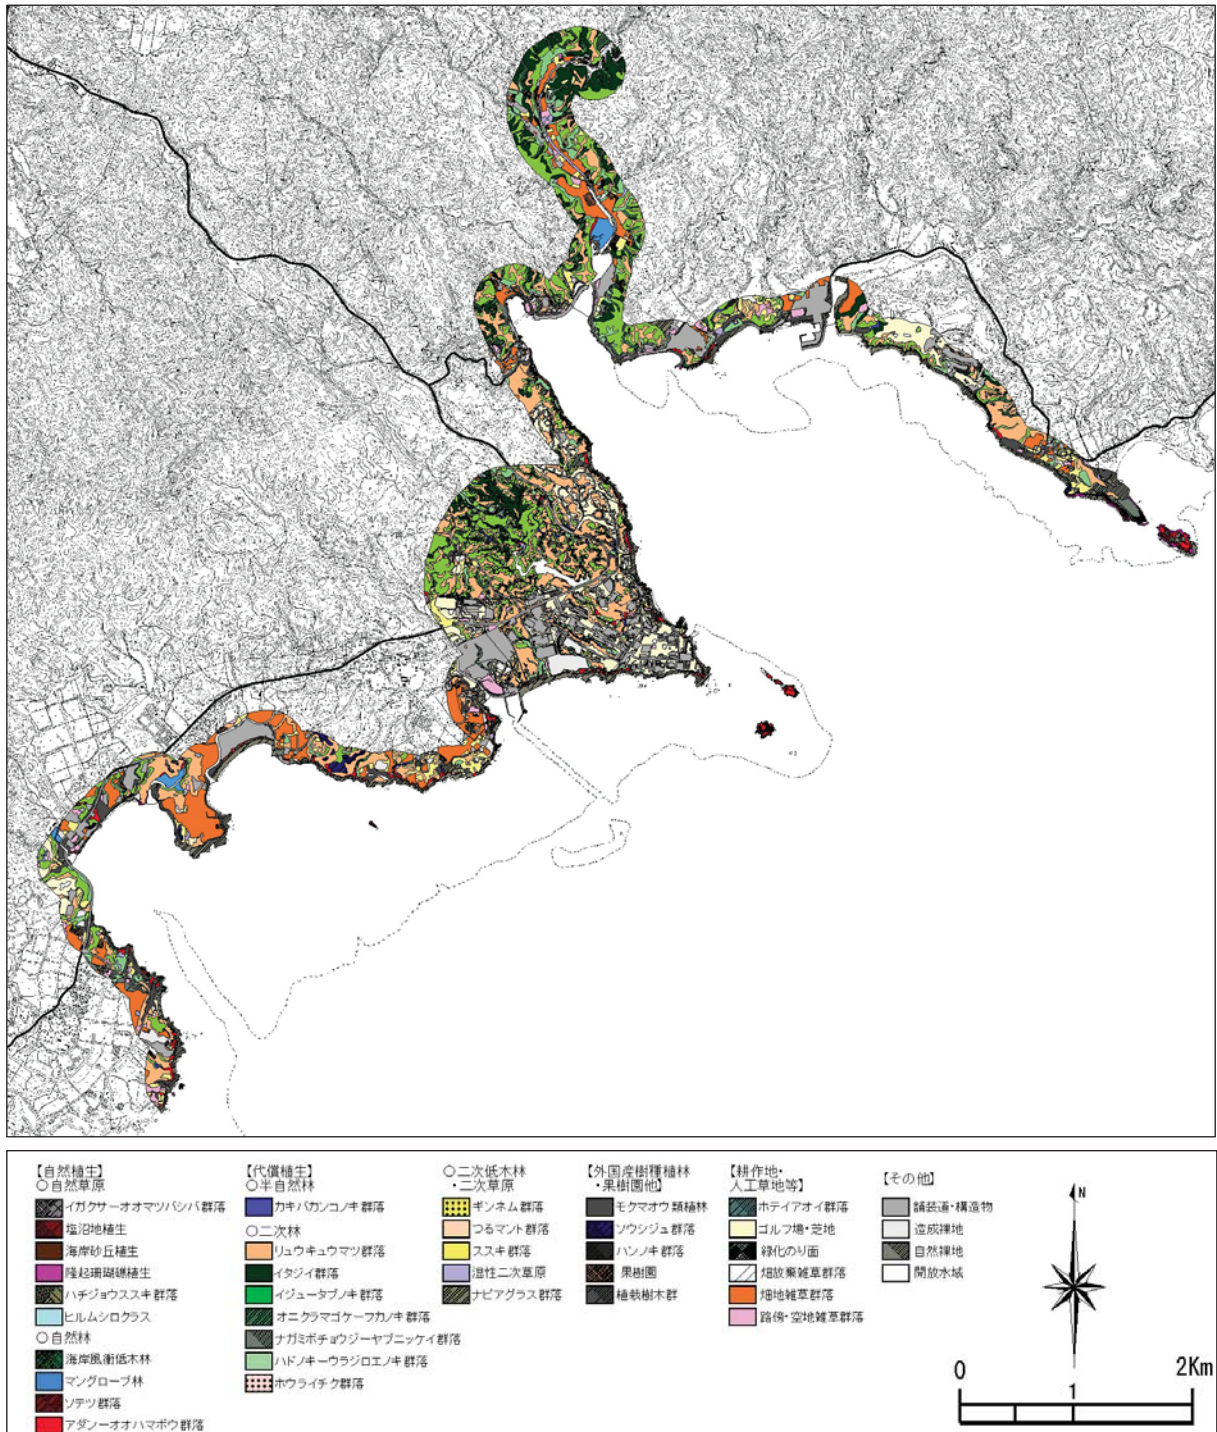 N
0
1
2Km
【自然植生】
○自然草原
イガクサーオオマツバシバ群落
塩沼地植生
海岸砂丘植生
隆起珊瑚礁植生
ハチジョウススキ群落
ヒルムシロクラス
○自然林
海岸風衝低木林
マングローブ林
ソテツ群落
アダンーオオハマボウ群落
【代償植生】
○半自然林
カキバカンコノキ群落
○二次林
リュウキュウマツ群落
イタジイ群落
イジュータブノキ群落
オニクラマゴケーフカノキ群落
ナガミボチョウジーヤブニッケイ群落
ハドノキーウラジロエノキ群落
ホウライチク群落
○二次低木林
・二次草原
ギンネム群落
つるマント群落
ススキ群落
湿性二次草原
ナピアグラス群落
【外国産樹種植林
・果樹園他】
モクマオウ類植林
ソウシジュ群落
ハンノキ群落
果樹園
植栽樹木群
【耕作地・
人工草地等】
ホテイアオイ群落
ゴルフ場・芝地
緑化のり面
畑放棄雑草群落
畑地雑草群落
路傍・空地雑草群落
【その他】
舗装道・構造物
造成裸地
自然裸地
開放水域